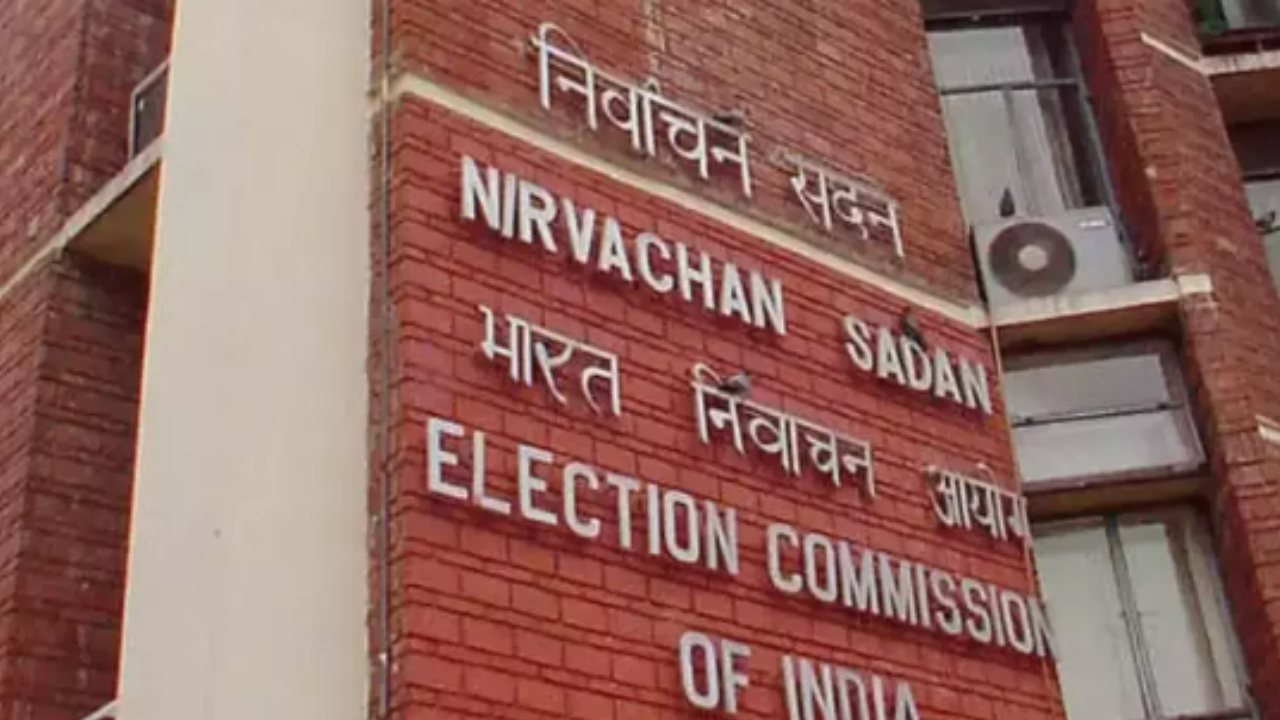 निर्वाचन सदन
NIRVACHAN SADAN
भारत निर्वाचन आयोग
ELECTION COMMISSION
OF INDIA